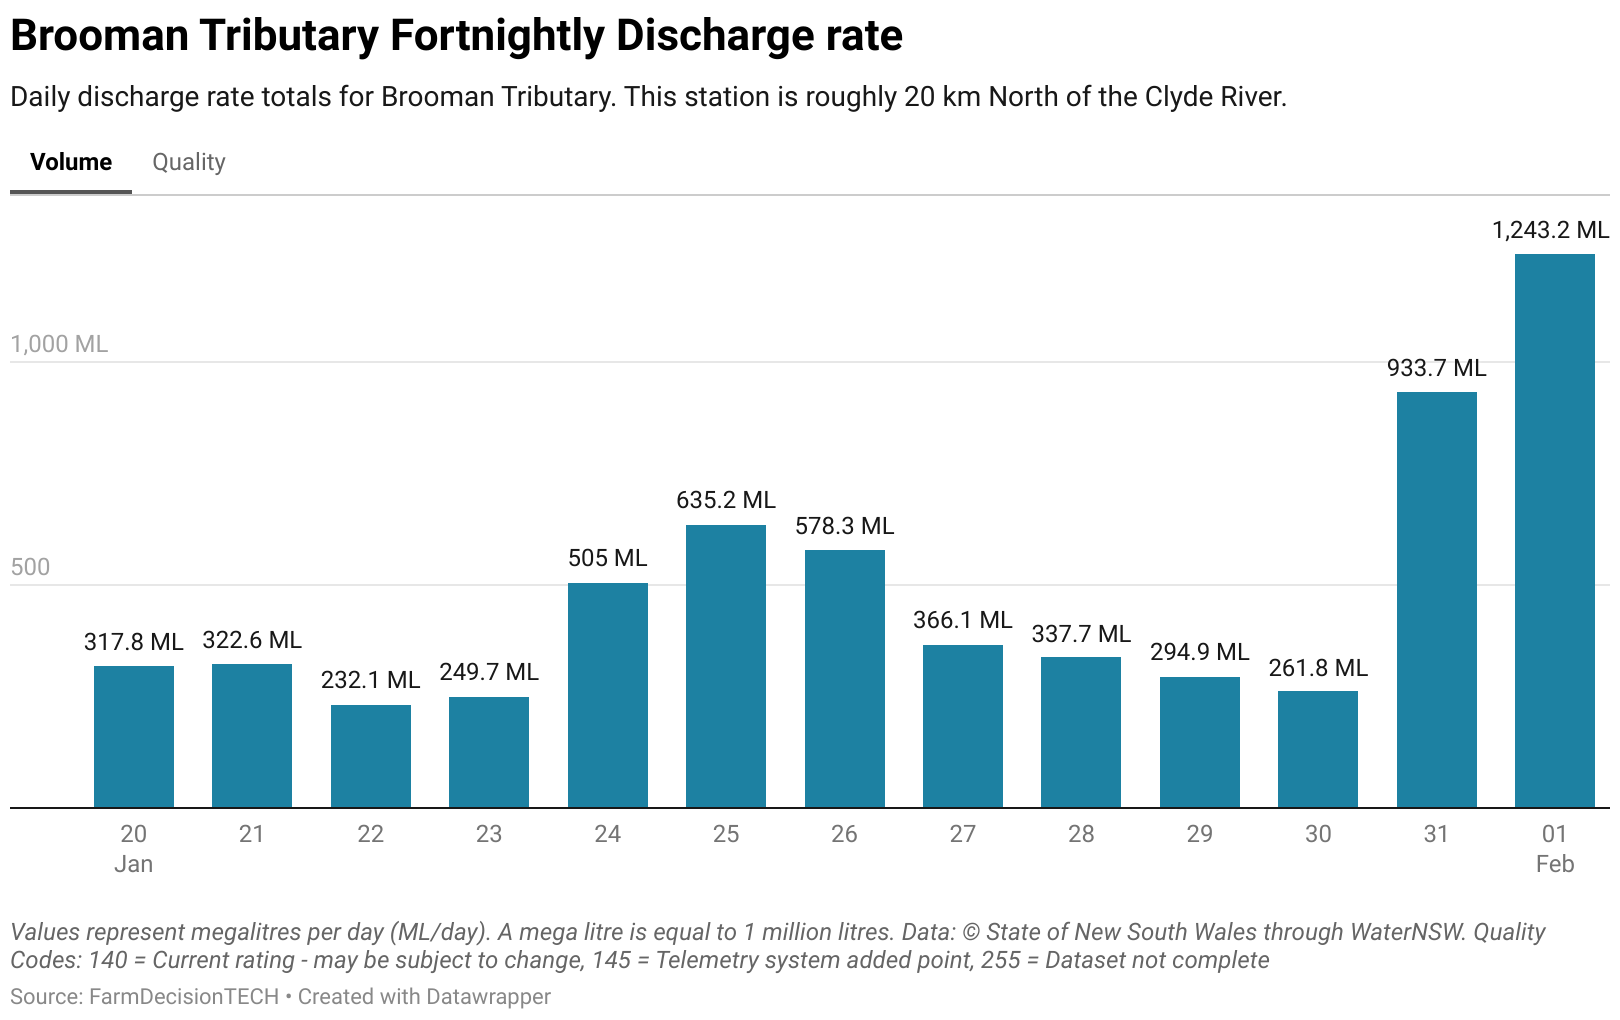 Brooman Tributary Fortnightly Discharge rate
Daily discharge rate totals for Brooman Tributary. This station is roughly 20 km North of the Clyde River.
Volume Quality
1,243.2 ML
1,000 ML
933.7 ML
635.2 ML
578.3 ML
505 ML
500
366.1 ML
337.7 ML
317.8 ML
322.6 ML
294.9 ML
261.8 ML
249.7 ML
232.1 ML
20 21 22 23 24 25 26 27 28 29 30 31 01
Jan Feb
Values represent megalitres per day (ML/day). A mega litre is equal to 1 million litres. Data: © State of New South Wales through WaterNSW. Quality
Codes: 140 = Current rating - may be subject to change, 145 = Telemetry system added point, 255 = Dataset not complete
Source: FarmDecisionTECH • Created with Datawrapper